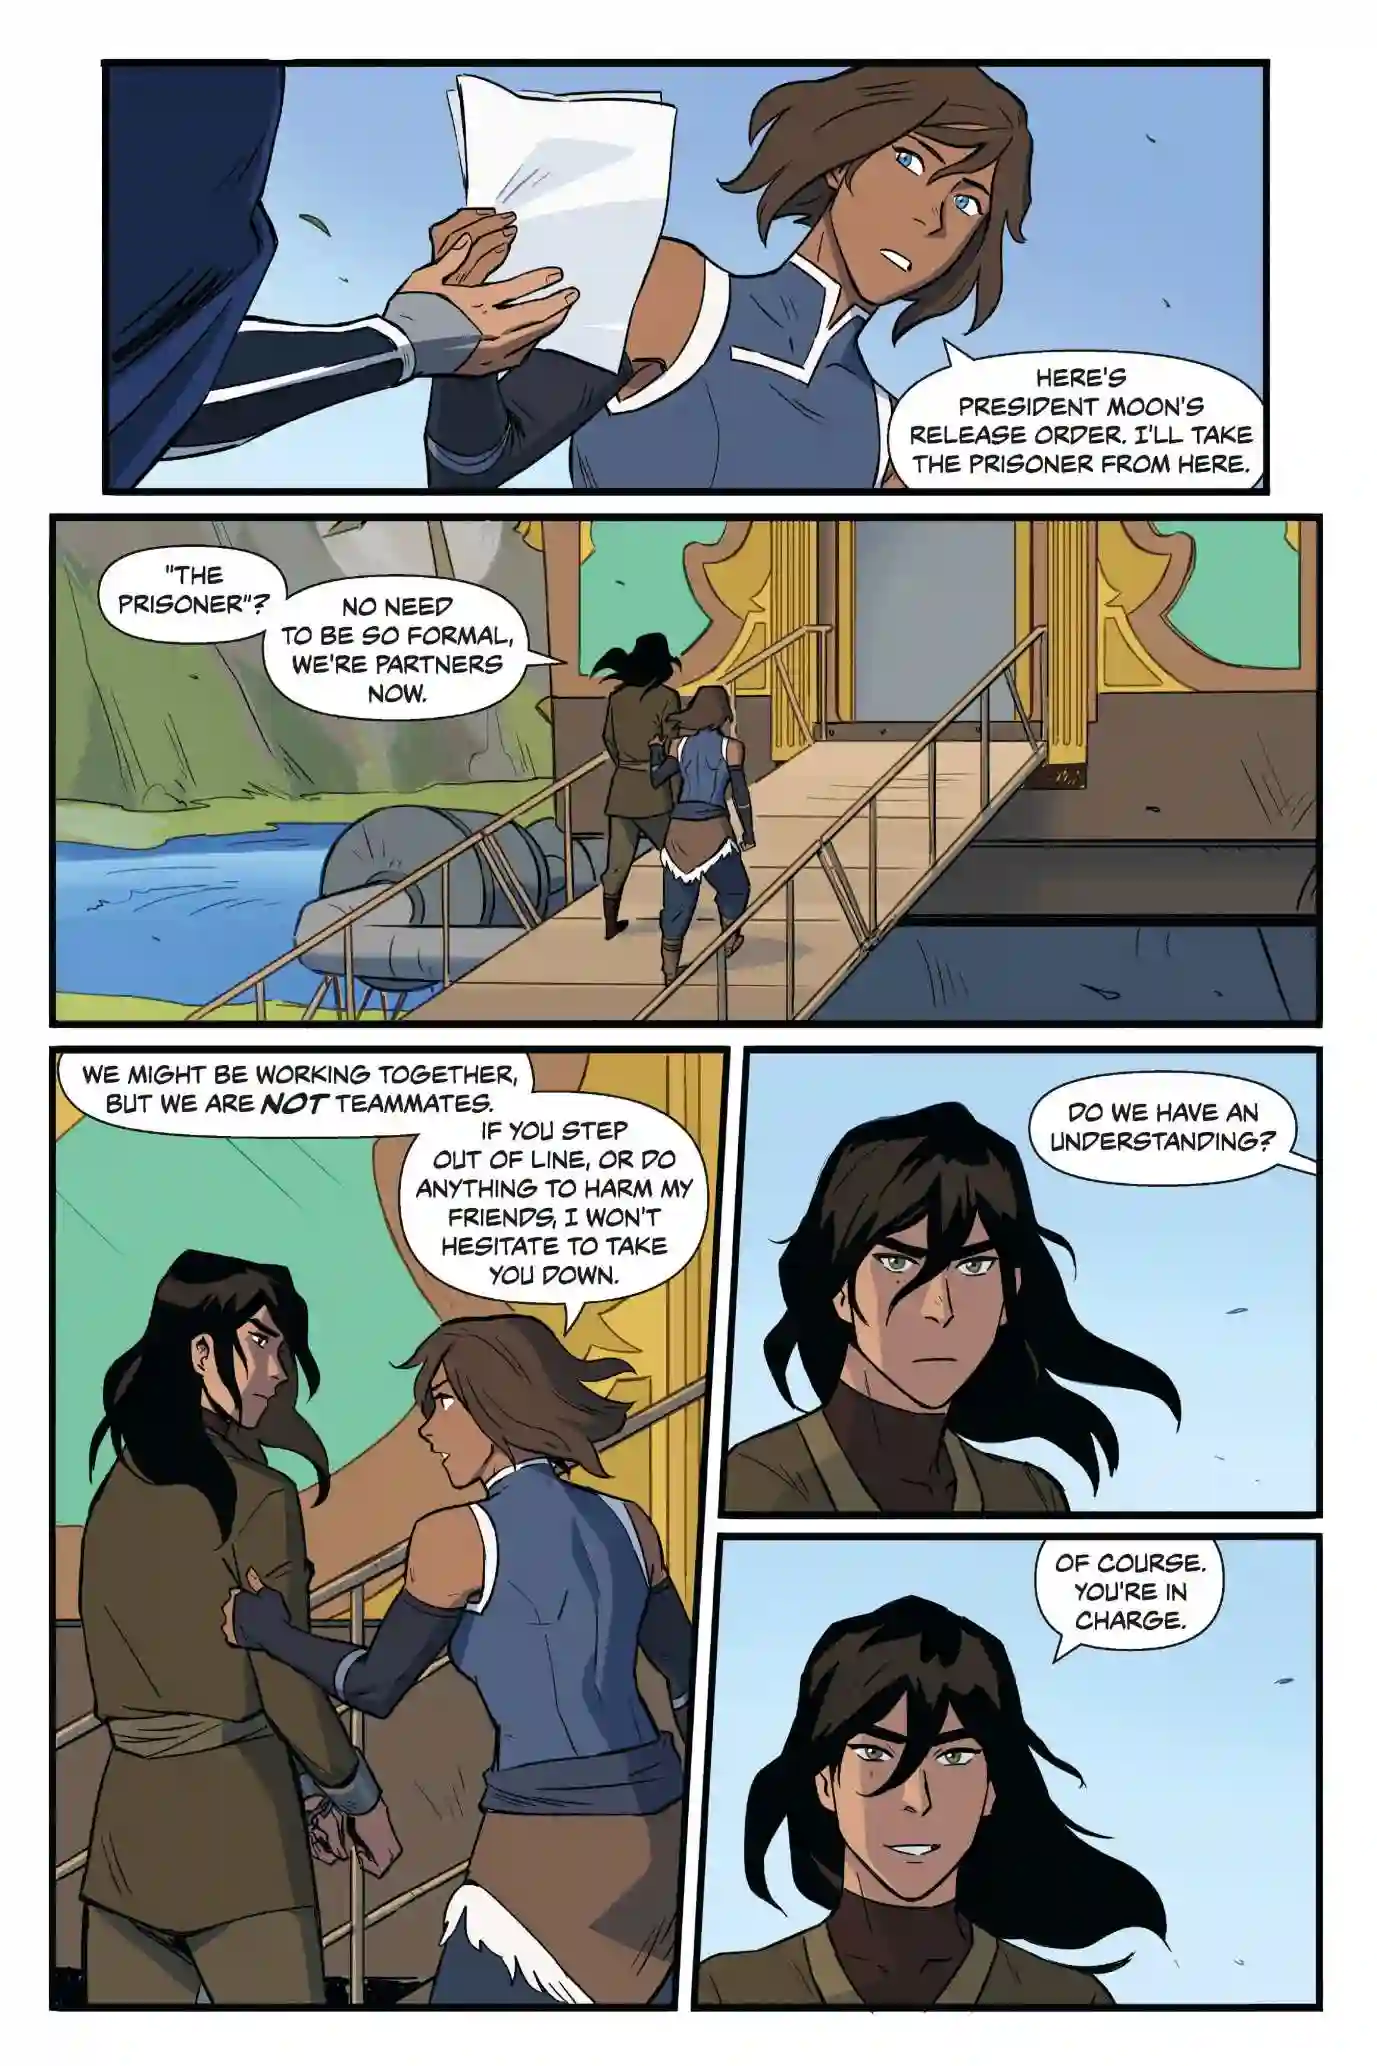 HERE'S
PRESIDENT MOON'S
RELEASE ORDER. I'LL TAKE
THE PRISONER FROM HERE.
"THE
PRISONER"?
NO NEED
TO BE SO FORMAL,
WE'RE PARTNERS
NOW.
WE MIGHT BE WORKING TOGETHER,
BUT WE ARE NOT TEAMMATES.
IF YOU STEP
OUT OF LINE, OR DO
ANYTHING TO HARM MY
FRIENDS, I WON'T
HESITATE TO TAKE
YOU DOWN.
DO WE HAVE AN
UNDERSTANDING?
OF COURSE.
YOU'RE IN
CHARGE.